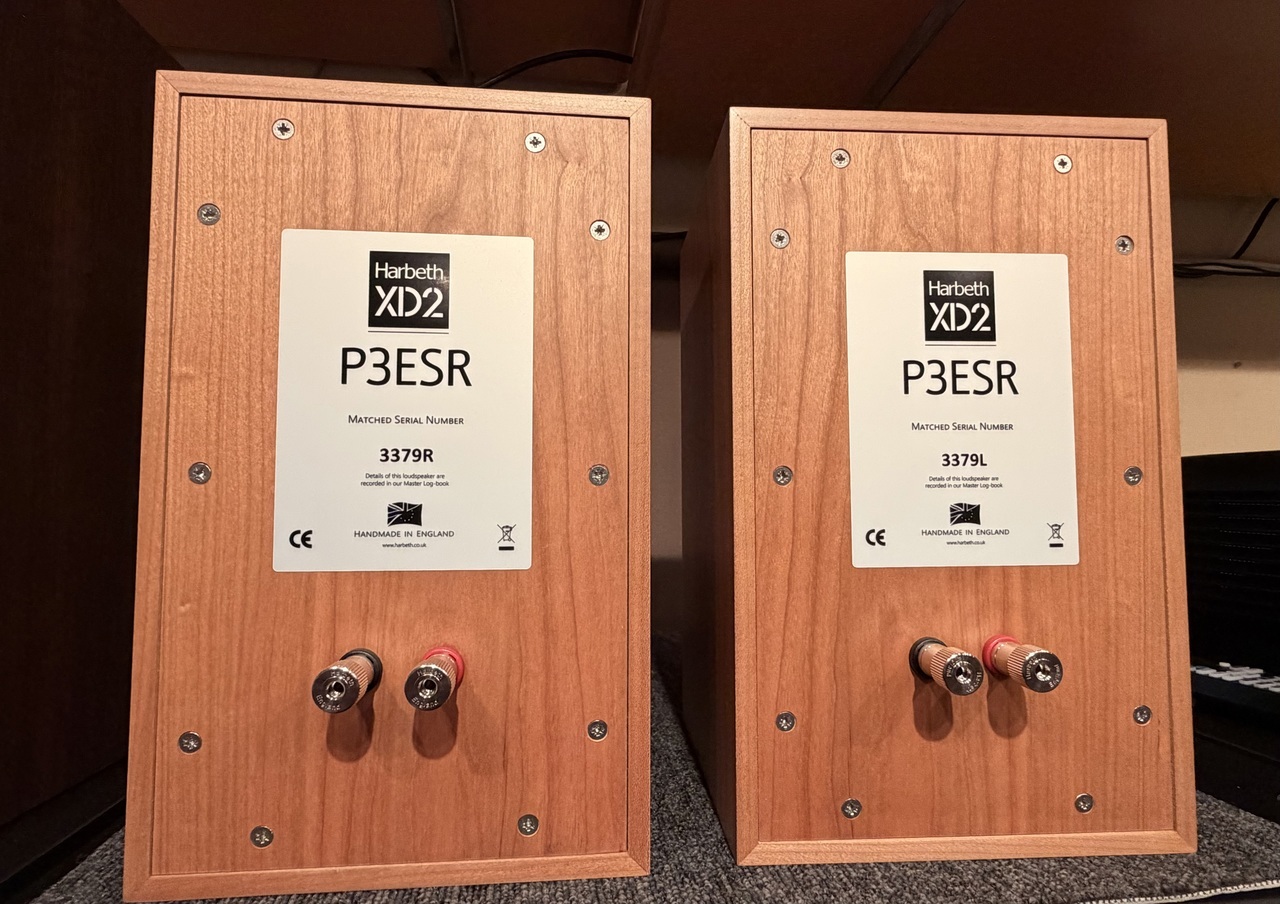 Harbeth
XD2
P3ESR
MATCHED SERIAL NUMBER
3379R
Details of this loudspeaker are
recorded in our Master Log-book
CE
HANDMADE IN ENGLAND
www.harbeth.co.uk
England
Harbeth
XD2
P3ESR
MATCHED SERIAL NUMBER
3379L
Details of this loudspeaker are
recorded in our Master Log-book
CE
HANDMADE IN ENGLAND
www.harbeth.co.uk